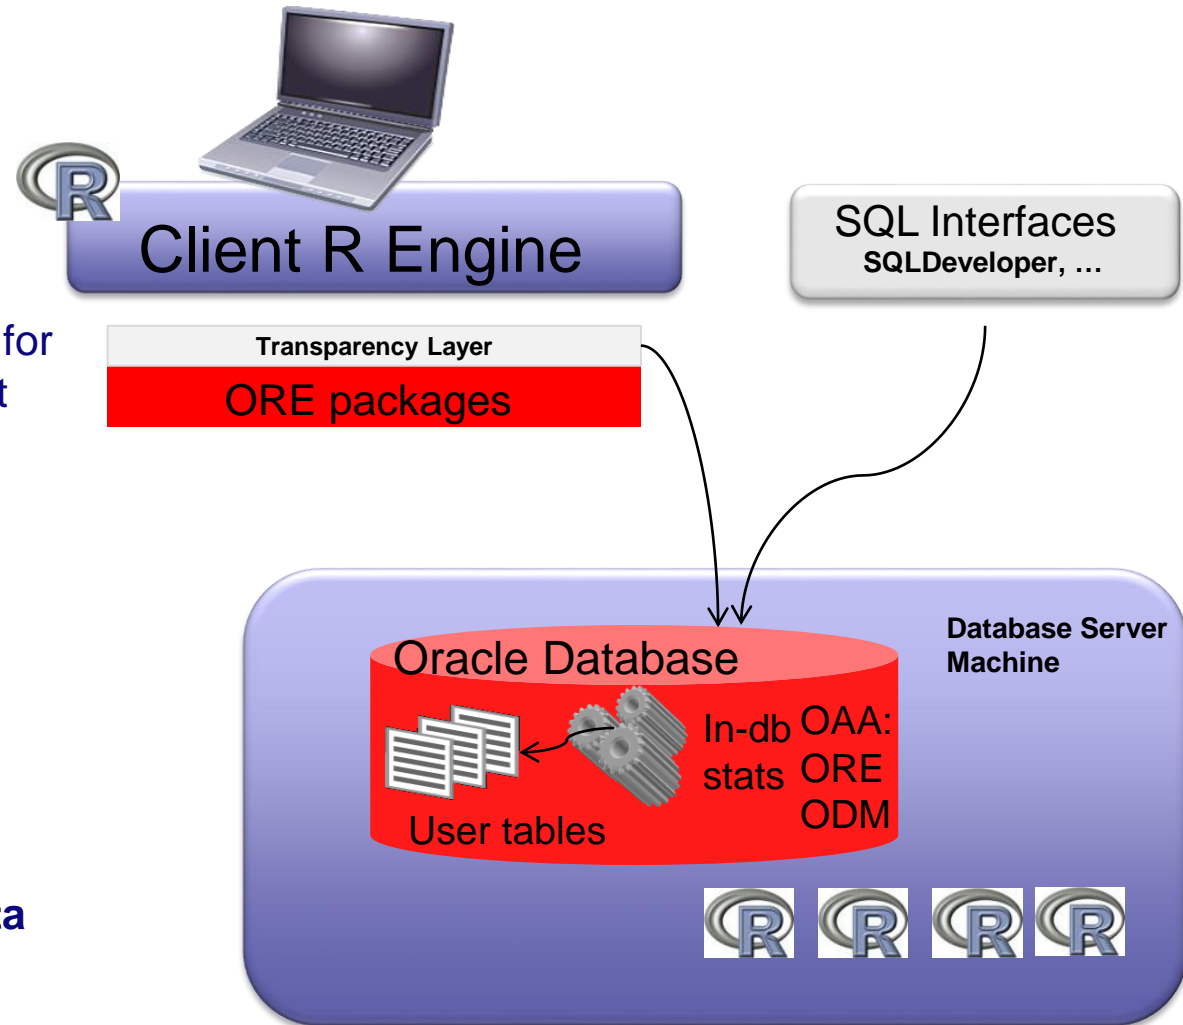 R
Client R Engine
SQL Interfaces
SQLDeveloper, …
for
Transparency Layer
t
ORE packages
Database Server
Machine
Oracle Database
In-db
stats
OAA:
ORE
ODM
User tables
ta
R R R R